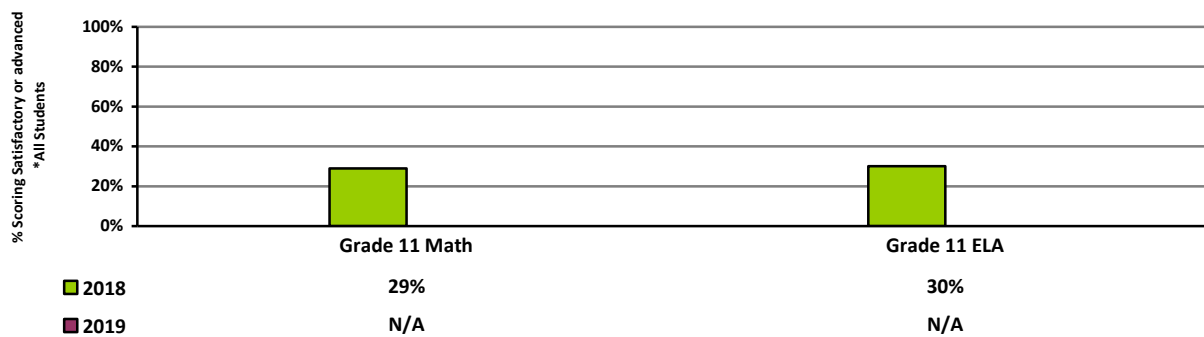 % Scoring Satisfactory or advanced
*All Students
100%
80%
60%
40%
20%
0%
Grade 11 Math Grade 11 ELA
2018 29% 30%
2019 N/A N/A